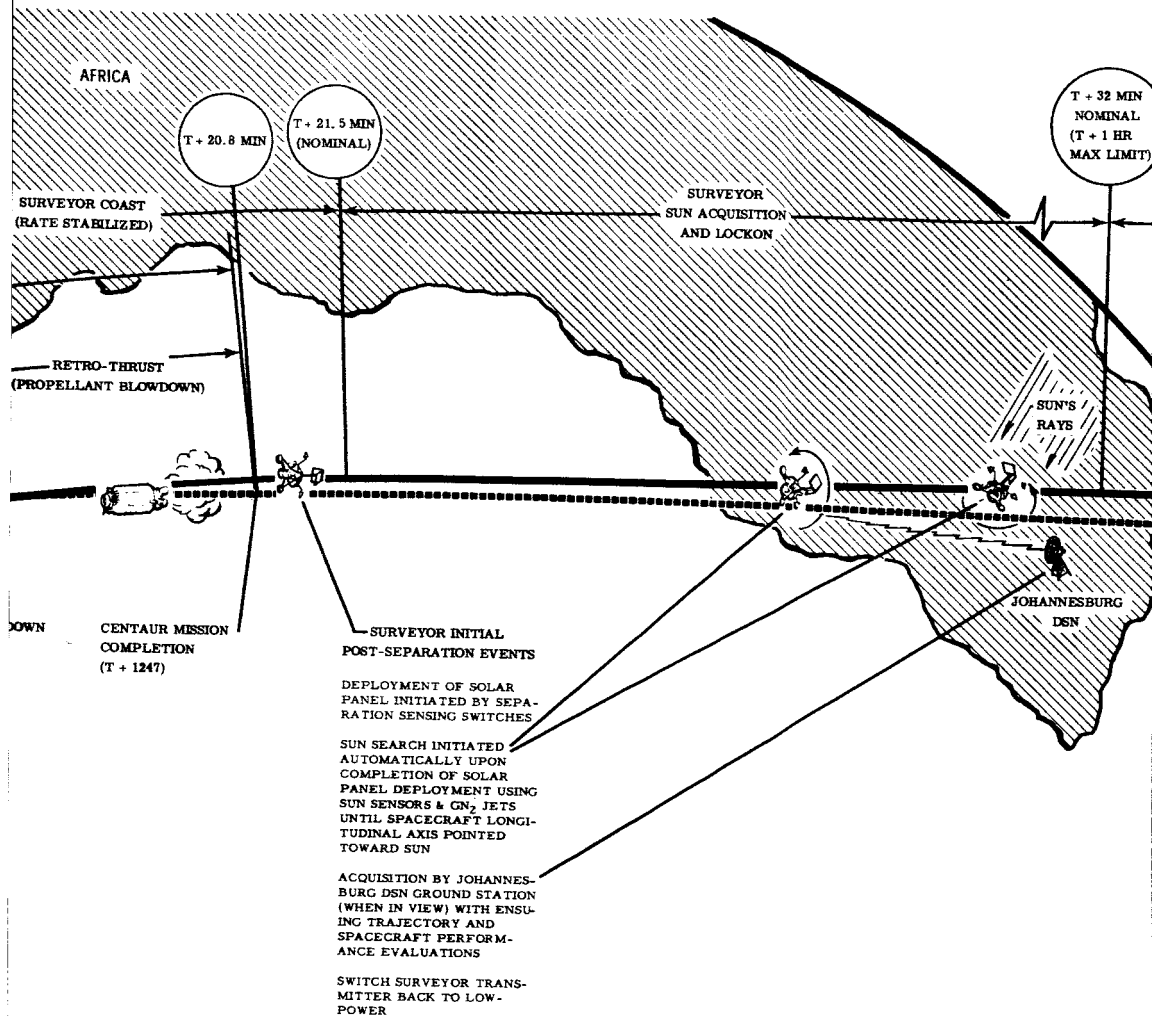 AFRICA
T + 20.8 MIN
T + 21.5 MIN
(NOMINAL)
T + 32 MIN
NOMINAL
(T + 1 HR
MAX LIMIT)
SURVEYOR COAST
(RATE STABILIZED)
SURVEYOR
SUN ACQUISITION
AND LOCKON
RETRO-THRUST
(PROPELLANT BLOWDOWN)
SUN'S
RAYS
JOHANNESBURG
DSN
DOWN
CENTAUR MISSION
COMPLETION
(T + 1247)
SURVEYOR INITIAL
POST-SEPARATION EVENTS
DEPLOYMENT OF SOLAR
PANEL INITIATED BY SEPA-
RATION SENSING SWITCHES
SUN SEARCH INITIATED
AUTOMATICALLY UPON
COMPLETION OF SOLAR
PANEL DEPLOYMENT USING
SUN SENSORS & GN₂ JETS
UNTIL SPACECRAFT LONGI-
TUDINAL AXIS POINTED
TOWARD SUN
ACQUISITION BY JOHANNES-
BURG DSN GROUND STATION
(WHEN IN VIEW) WITH ENSU-
ING TRAJECTORY AND
SPACECRAFT PERFORM-
ANCE EVALUATIONS
SWITCH SURVEYOR TRANS-
MITTER BACK TO LOW-
POWER